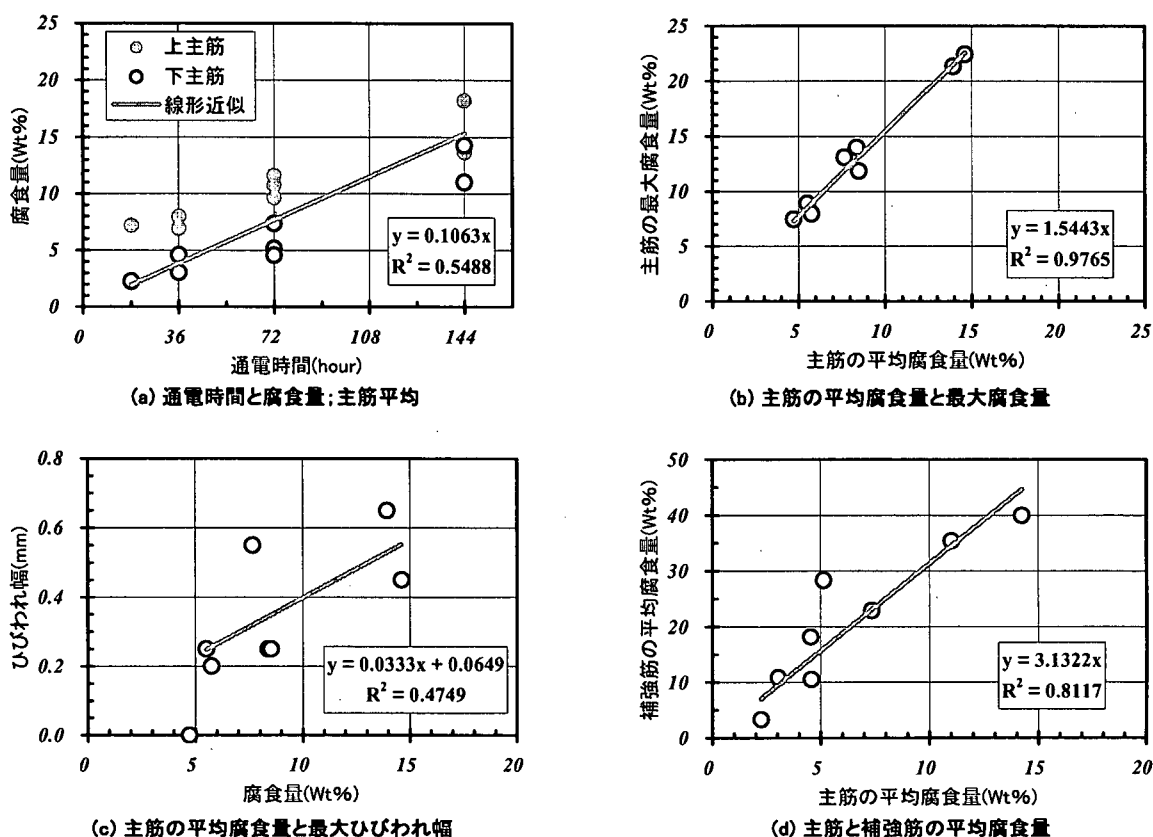 25
20
15
10
5
0
腐食量(Wt%)
上主筋
下主筋
線形近似
y = 0.1063x
R² = 0.5488
0 36 72 108 144
通電時間(hour)
(a) 通電時間と腐食量;主筋平均
25
20
15
10
5
0
主筋の最大腐食量(Wt%)
y = 1.5443x
R² = 0.9765
0 5 10 15 20 25
主筋の平均腐食量(Wt%)
(b) 主筋の平均腐食量と最大腐食量
0.8
0.6
0.4
0.2
0.0
ひびわれ幅(mm)
y = 0.0333x + 0.0649
R² = 0.4749
0 5 10 15 20
腐食量(Wt%)
(c) 主筋の平均腐食量と最大ひびわれ幅
50
40
30
20
10
0
補強筋の平均腐食量(Wt%)
y = 3.1322x
R² = 0.8117
0 5 10 15 20
主筋の平均腐食量(Wt%)
(d) 主筋と補強筋の平均腐食量